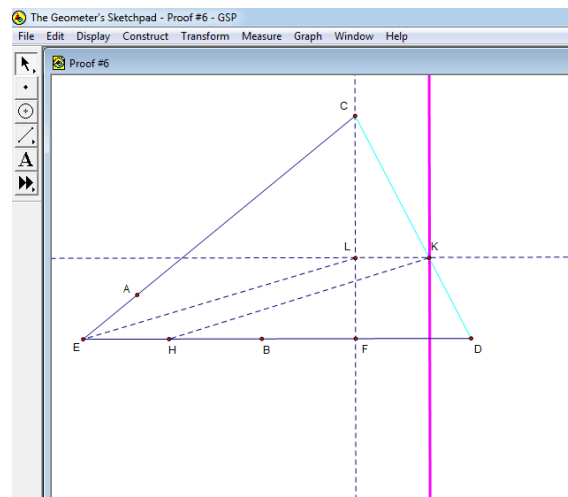 The Geometer's Sketchpad - Proof #6 - GSP
File Edit Display Construct Transform Measure Graph Window Help
Proof #6
A
C
L
K
A
E
H
B
F
D